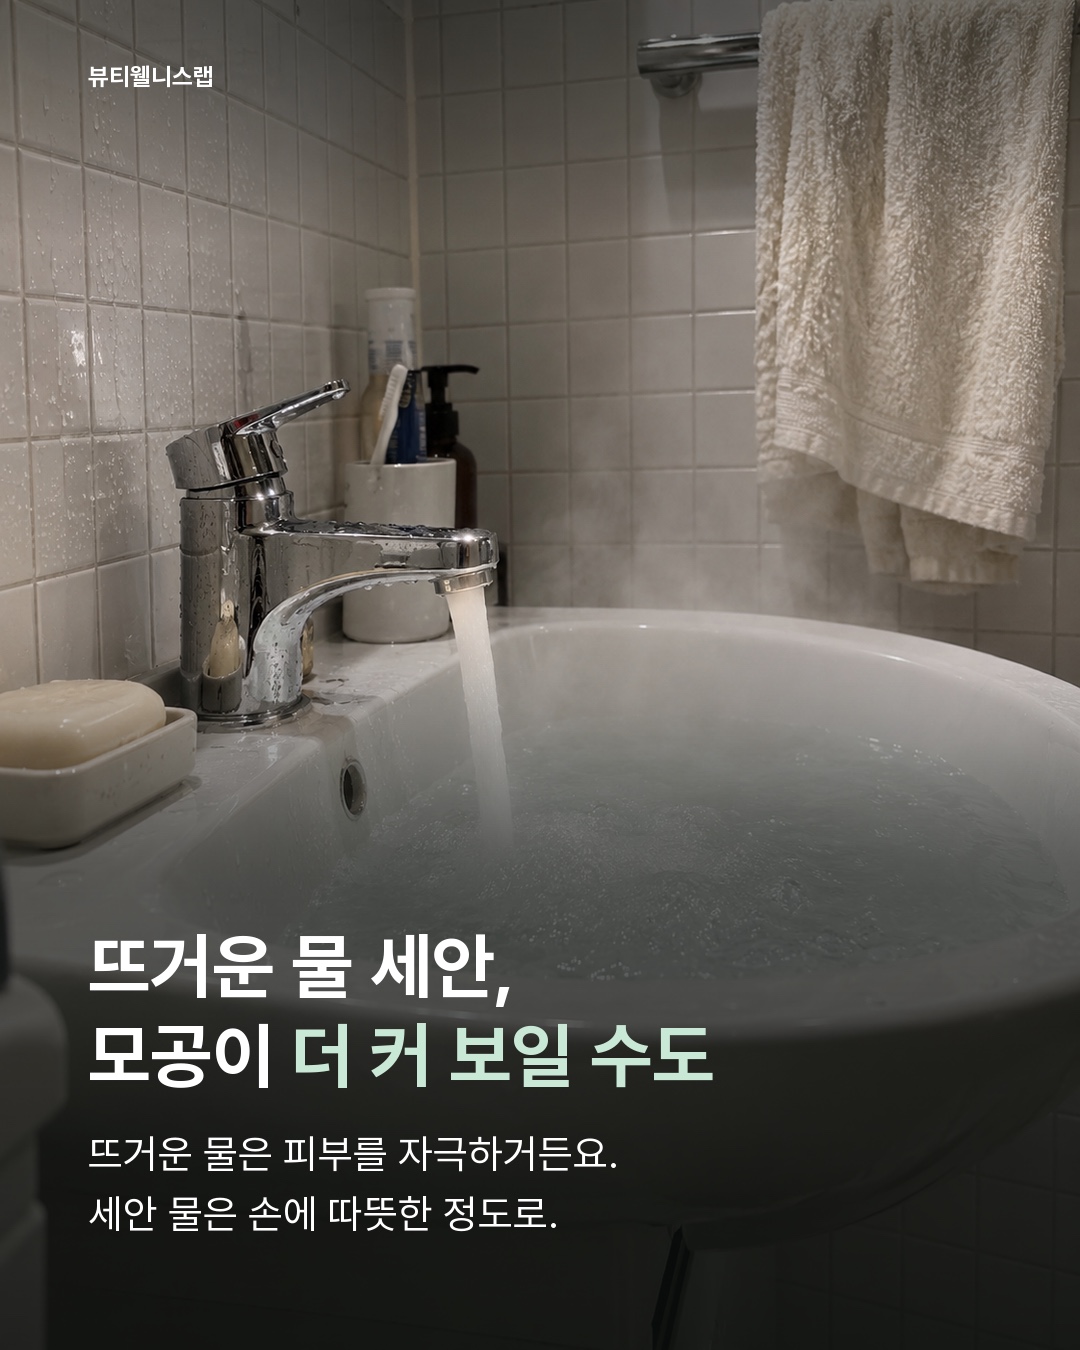 뷰티웰니스랩
뜨거운 물 세안,
모공이 더 커 보일 수도
뜨거운 물은 피부를 자극하거든요.
세안 물은 손에 따뜻한 정도로.